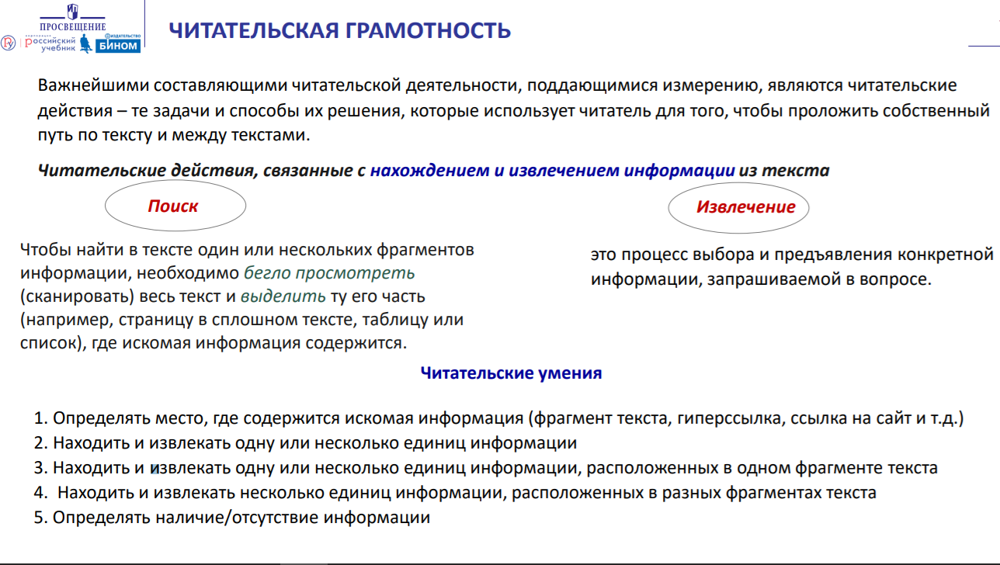 ПРОСВЕЩЕНИЕ
российский
учебник
ИЗДАТЕЛЬСТВО
БИНОМ
ЧИТАТЕЛЬСКАЯ ГРАМОТНОСТЬ
Важнейшими составляющими читательской деятельности, поддающимися измерению, являются читательские
действия – те задачи и способы их решения, которые использует читатель для того, чтобы проложить собственный
путь по тексту и между текстами.
Читательские действия, связанные с нахождением и извлечением информации из текста
Поиск
Чтобы найти в тексте один или нескольких фрагментов
информации, необходимо бегло просмотреть
(сканировать) весь текст и выделить ту его часть
(например, страницу в сплошном тексте, таблицу или
список), где искомая информация содержится.
Извлечение
это процесс выбора и предъявления конкретной
информации, запрашиваемой в вопросе.
Читательские умения
1. Определять место, где содержится искомая информация (фрагмент текста, гиперссылка, ссылка на сайт и т.д.)
2. Находить и извлекать одну или несколько единиц информации
3. Находить и извлекать одну или несколько единиц информации, расположенных в одном фрагменте текста
4. Находить и извлекать несколько единиц информации, расположенных в разных фрагментах текста
5. Определять наличие/отсутствие информации